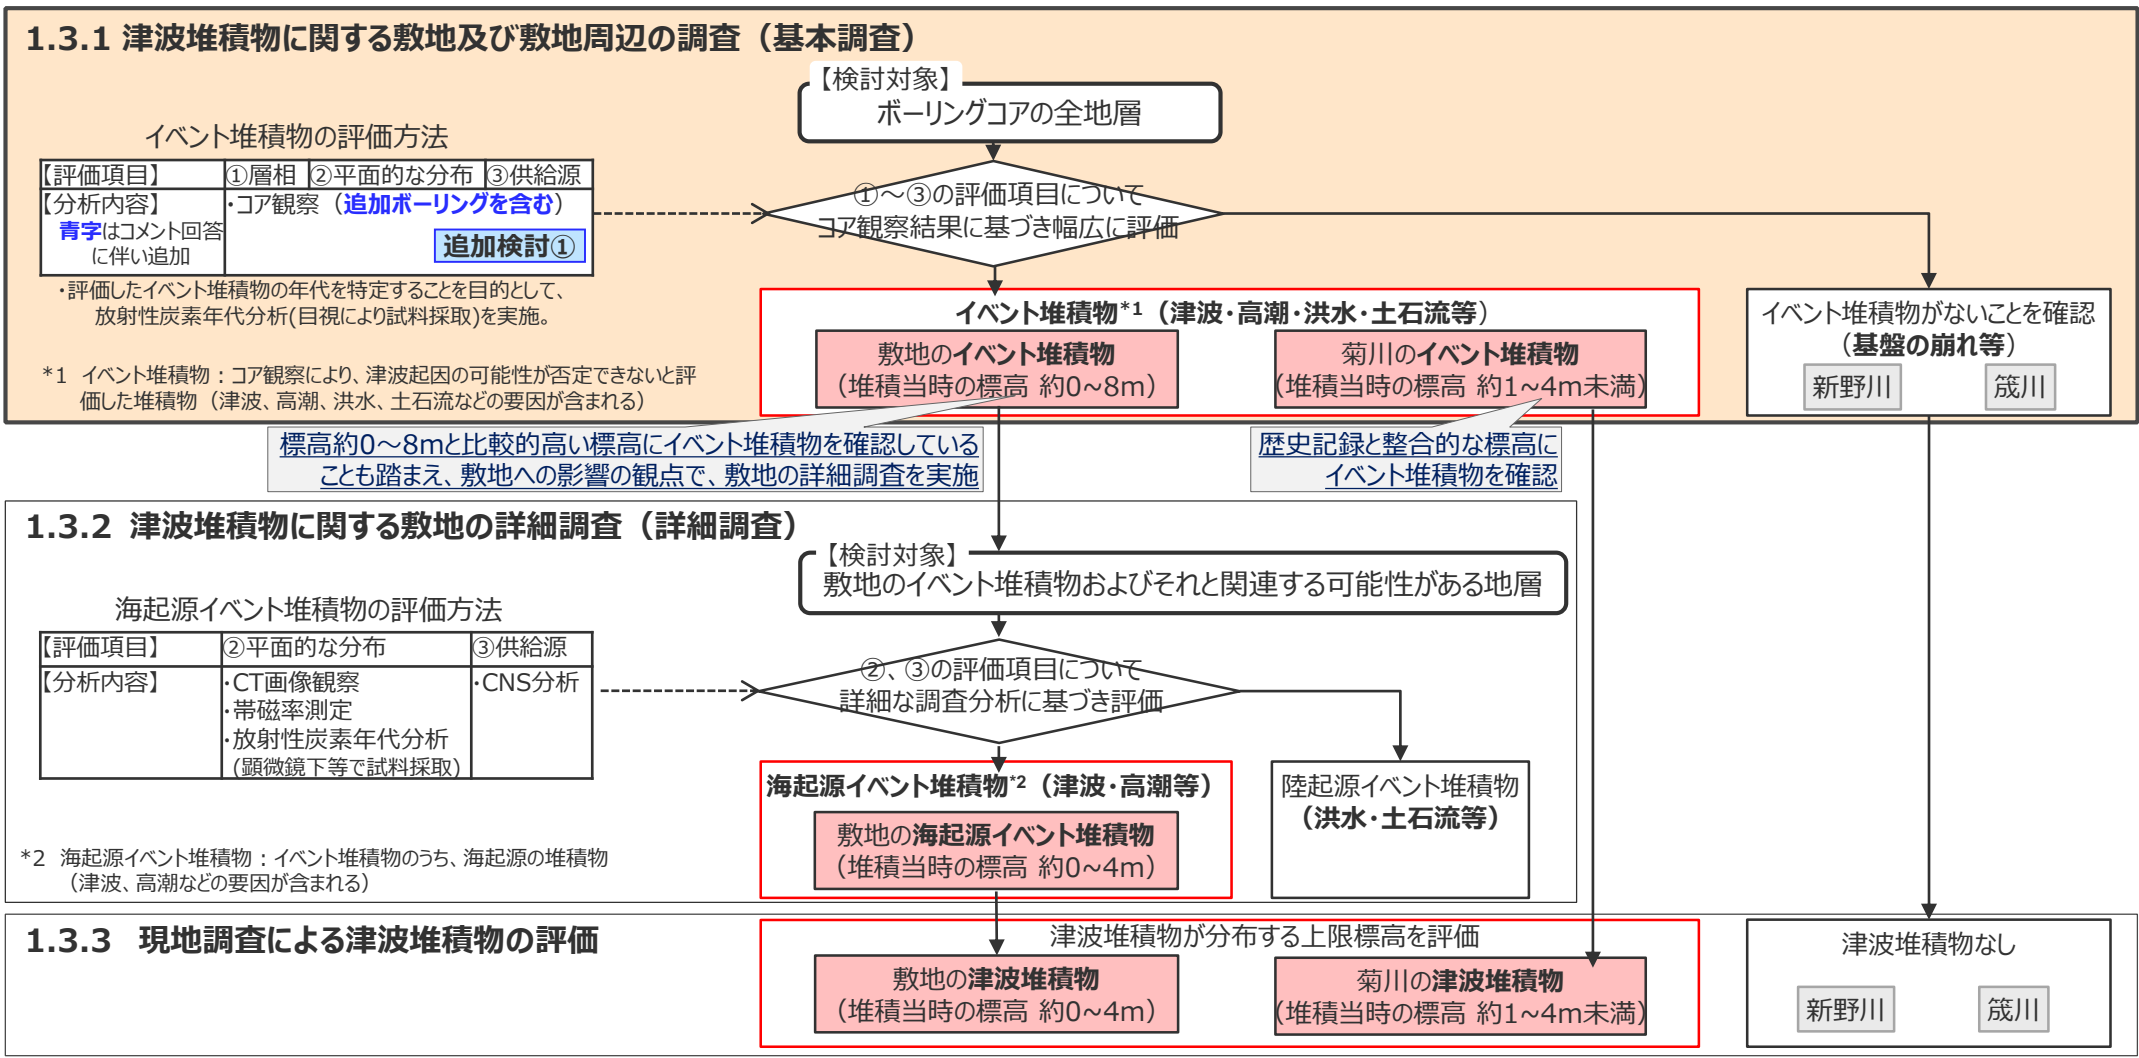 1.3.1 津波堆積物に関する敷地及び敷地周辺の調査（基本調査）
【検討対象】
ボーリングコアの全地層
イベント堆積物の評価方法
【評価項目】 ①層相 ②平面的な分布 ③供給源
【分析内容】 ･コア観察（追加ボーリングを含む）
青字はコメント回答
に伴い追加
追加検討①
①～③の評価項目について
コア観察結果に基づき幅広に評価
･評価したイベント堆積物の年代を特定することを目的として、
放射性炭素年代分析(目視により試料採取)を実施。
*1 イベント堆積物：コア観察により、津波起因の可能性が否定できないと評
価した堆積物（津波、高潮、洪水、土石流などの要因が含まれる）
イベント堆積物*1（津波･高潮･洪水･土石流等）
敷地のイベント堆積物
（堆積当時の標高 約0~8m）
菊川のイベント堆積物
（堆積当時の標高 約1~4m未満）
イベント堆積物がないことを確認
（基盤の崩れ等）
新野川 筬川
標高約0～8mと比較的高い標高にイベント堆積物を確認している
ことも踏まえ、敷地への影響の観点で、敷地の詳細調査を実施
歴史記録と整合的な標高に
イベント堆積物を確認
1.3.2 津波堆積物に関する敷地の詳細調査（詳細調査）
【検討対象】
敷地のイベント堆積物およびそれと関連する可能性がある地層
海起源イベント堆積物の評価方法
【評価項目】 ②平面的な分布 ③供給源
【分析内容】 ･CT画像観察 ･CNS分析
･帯磁率測定
･放射性炭素年代分析
(顕微鏡下等で試料採取)
②、③の評価項目について
詳細な調査分析に基づき評価
海起源イベント堆積物*2（津波･高潮等）
敷地の海起源イベント堆積物
（堆積当時の標高 約0~4m）
陸起源イベント堆積物
（洪水･土石流等）
*2 海起源イベント堆積物：イベント堆積物のうち、海起源の堆積物
（津波、高潮などの要因が含まれる）
1.3.3 現地調査による津波堆積物の評価
津波堆積物が分布する上限標高を評価
敷地の津波堆積物
（堆積当時の標高 約0~4m）
菊川の津波堆積物
（堆積当時の標高 約1~4m未満）
津波堆積物なし
新野川 筬川